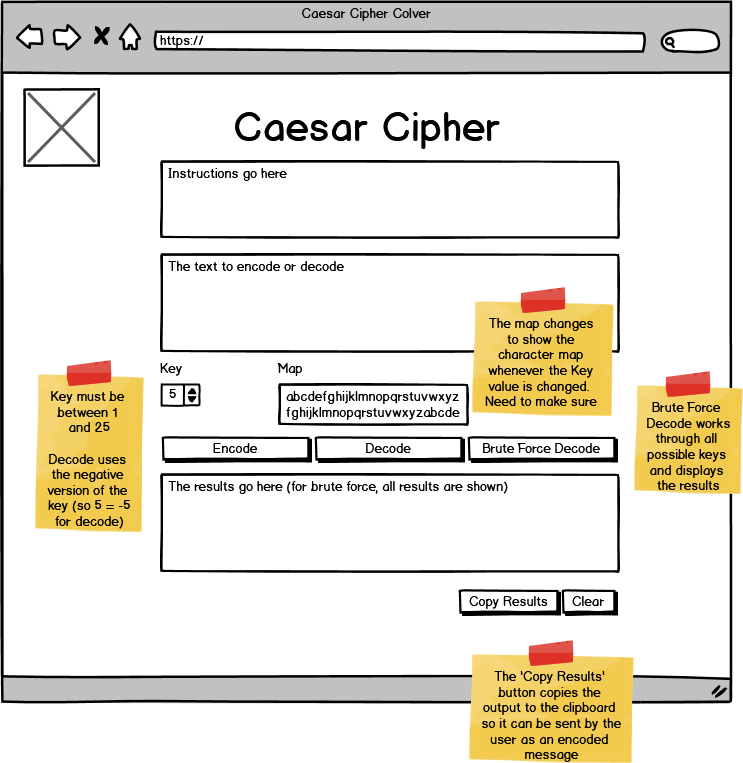 Caesar Cipher Colver
https://
Caesar Cipher
Instructions go here
The text to encode or decode
The map changes
to show the
character map
whenever the Key
value is changed.
Need to make sure
Key
Map
5
abcdefghijklmnopqrstuvwxyz
fghijklmnopqrstuvwxyzabcde
Key must be
between 1
and 25
Decode uses
the negative
version of the
key (so 5 = -5
for decode)
Brute Force
Decode works
through all
possible keys
and displays
the results
Encode
Decode
Brute Force Decode
The results go here (for brute force, all results are shown)
Copy Results
Clear
The 'Copy Results'
button copies the
output to the clipboard
so it can be sent by the
user as an encoded
message